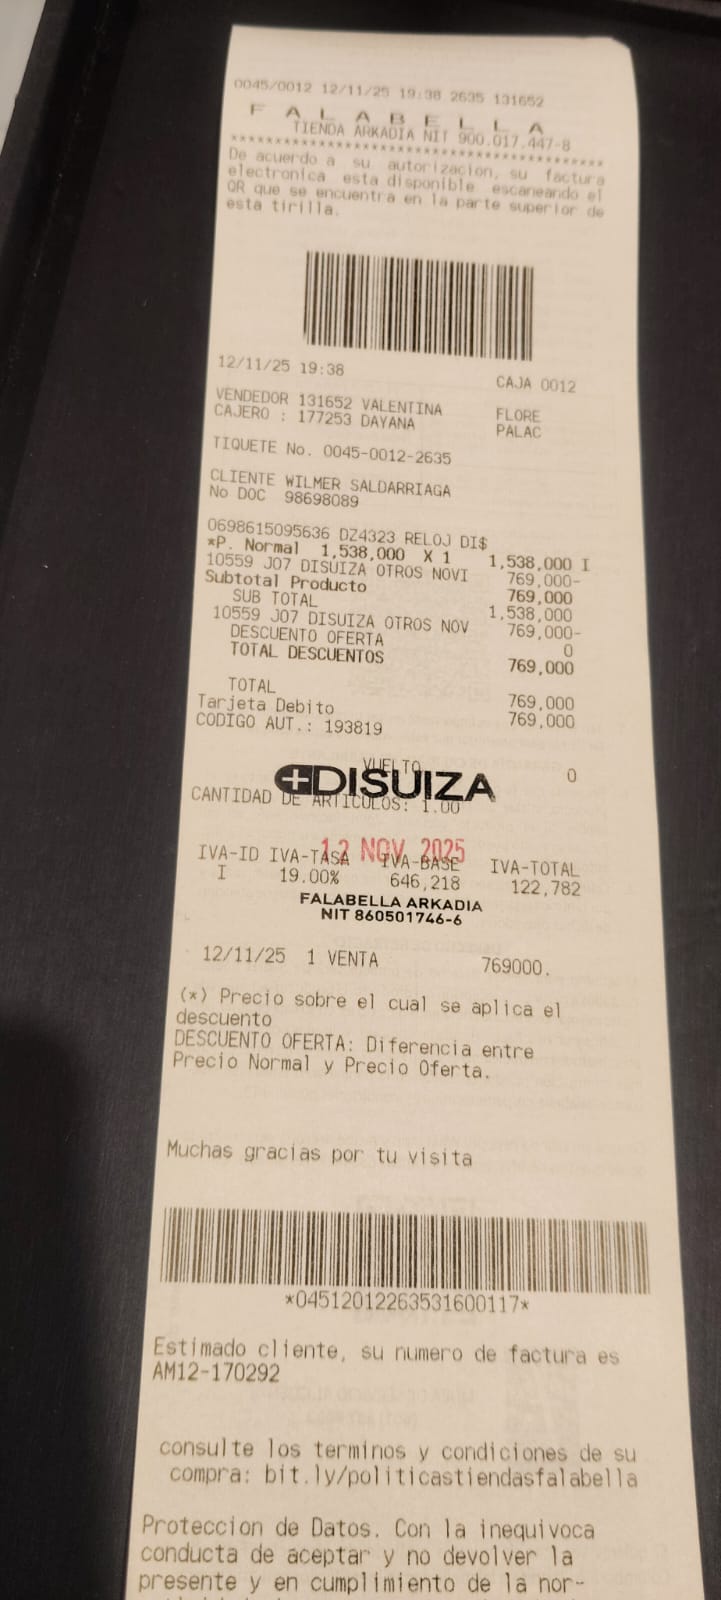 0045/0012 12/11/25 19:38 2635 131652
F A L A B E L L A
TIENDA ARKADIA NIT 900.017.447-8
****************************************
De acuerdo a su autorizacion, su factura
electronica esta disponible escaneando el
QR que se encuentra en la parte superior de
esta tirilla.
12/11/25 19:38 CAJA 0012
VENDEDOR 131652 VALENTINA FLORE
CAJERO : 177253 DAYANA PALAC
TIQUETE No. 0045-0012-2635
CLIENTE WILMER SALDARRIAGA
No DOC 98698089
0698615095636 DZ4323 RELOJ DI$
*P. Normal 1,538,000 X 1 1,538,000 I
10559 J07 DISUIZA OTROS NOVI 769,000-
Subtotal Producto 769,000
SUB TOTAL 1,538,000
10559 J07 DISUIZA OTROS NOV 769,000-
DESCUENTO OFERTA 0
TOTAL DESCUENTOS 769,000
TOTAL 769,000
Tarjeta Debito 769,000
CODIGO AUT.: 193819
VUELTO 0
DISUIZA
CANTIDAD DE ARTICULOS: 1.00
12 NOV 2025
IVA-ID IVA-TASA IVA-BASE IVA-TOTAL
I 19.00% 646,218 122,782
FALABELLA ARKADIA
NIT 860501746-6
12/11/25 1 VENTA 769000.
(*) Precio sobre el cual se aplica el
descuento
DESCUENTO OFERTA: Diferencia entre
Precio Normal y Precio Oferta.
Muchas gracias por tu visita
*04512012263531600117*
Estimado cliente, su numero de factura es
AM12-170292
consulte los terminos y condiciones de su
compra: bit.ly/politicastiendasfalabella
Proteccion de Datos. Con la inequivoca
conducta de aceptar y no devolver la
presente y en cumplimiento de la nor-